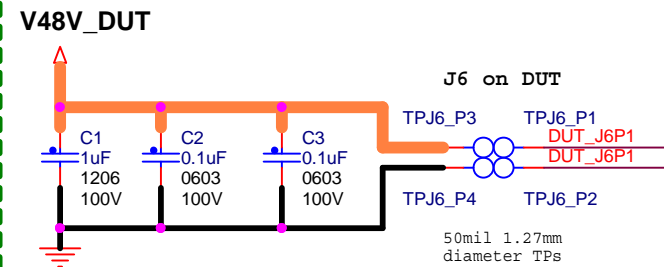 V48V_DUT
J6 on DUT
TPJ6_P3
TPJ6_P1
DUT_J6P1
DUT_J6P1
C1
1uF
1206
100V
C2
0.1uF
0603
100V
C3
0.1uF
0603
100V
TPJ6_P4
TPJ6_P2
50mil 1.27mm
diameter TPs